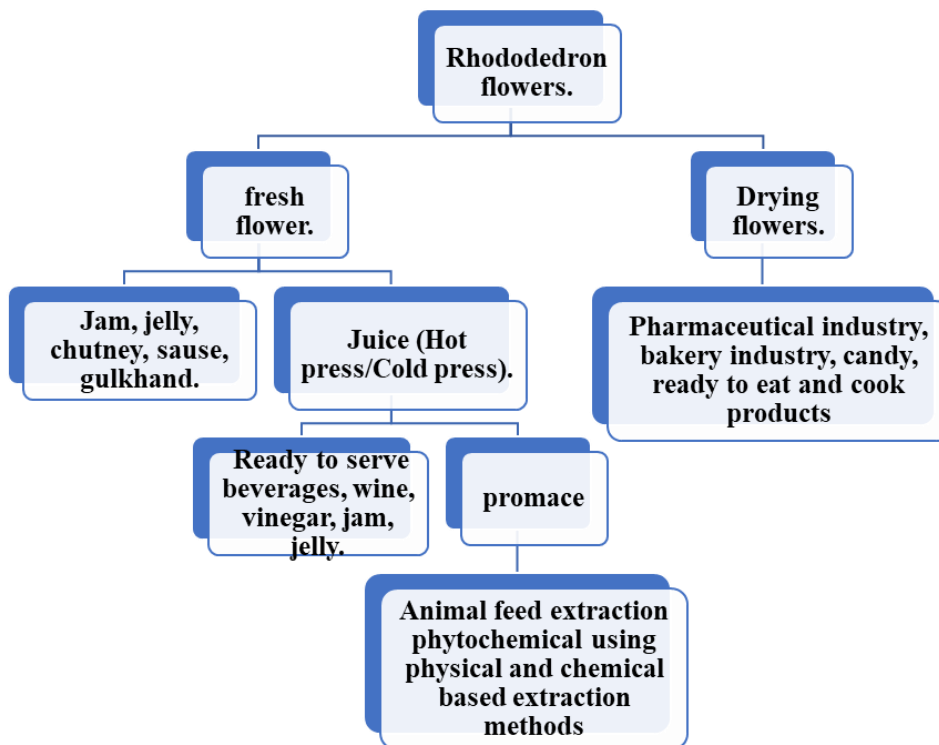 Rhododedron
flowers.
fresh
flower.
Drying
flowers.
Jam, jelly,
chutney, sause,
gulkhand.
Juice (Hot
press/Cold press).
Pharmaceutical industry,
bakery industry, candy,
ready to eat and cook
products
Ready to serve
beverages, wine,
vinegar, jam,
jelly.
promace
Animal feed extraction
phytochemical using
physical and chemical
based extraction
methods